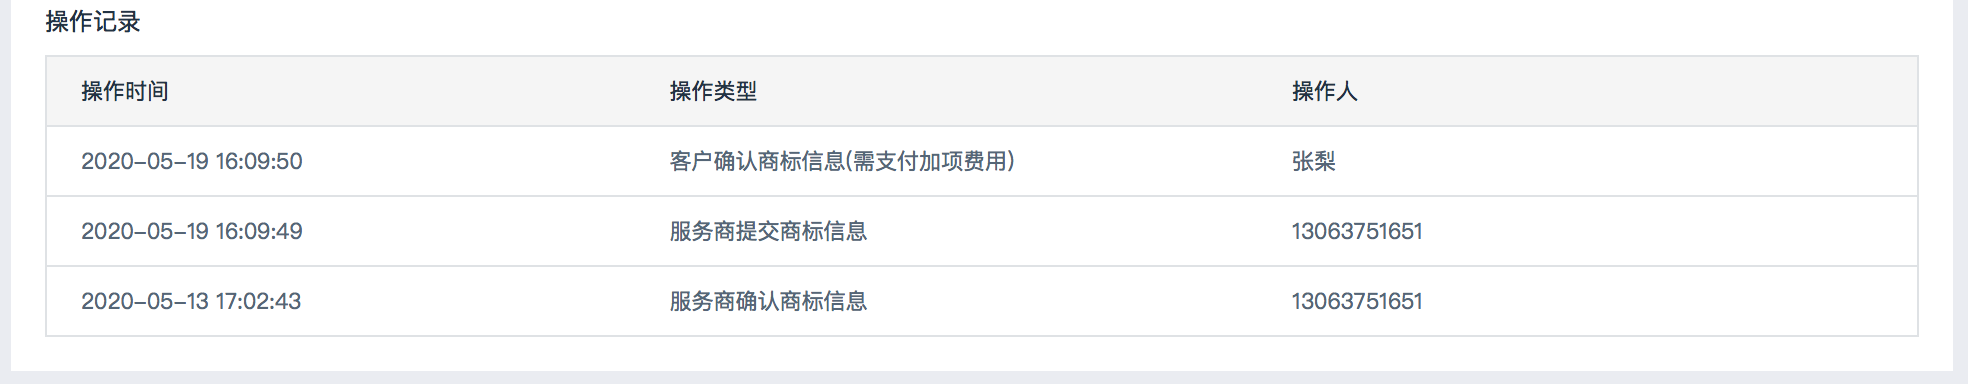 操作记录
操作时间 操作类型 操作人
2020-05-19 16:09:50 客户确认商标信息(需支付加项费用) 张梨
2020-05-19 16:09:49 服务商提交商标信息 13063751651
2020-05-13 17:02:43 服务商确认商标信息 13063751651